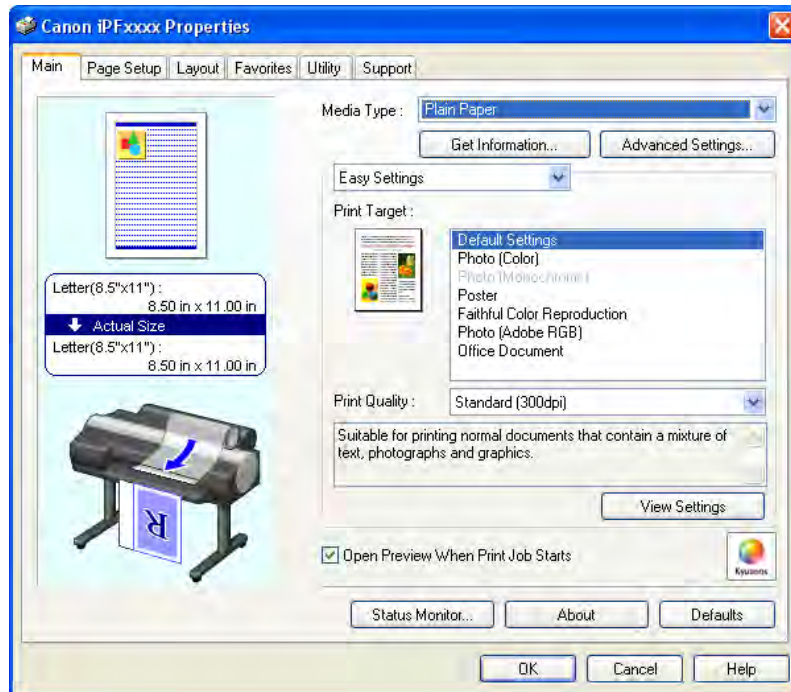 Canon iPFxxxx Properties
Main Page Setup Layout Favorites Utility Support
Media Type : Plain Paper
Get Information... Advanced Settings...
Easy Settings
Print Target :
Default Settings
Photo (Color)
Photo (Monochrome)
Poster
Faithful Color Reproduction
Photo (Adobe RGB)
Office Document
Letter(8.5"x11") :
8.50 in x 11.00 in
Actual Size
Letter(8.5"x11") :
8.50 in x 11.00 in
Print Quality : Standard (300dpi)
Suitable for printing normal documents that contain a mixture of
text, photographs and graphics.
R
View Settings
Open Preview When Print Job Starts
Kyuanos
Status Monitor... About Defaults
OK Cancel Help